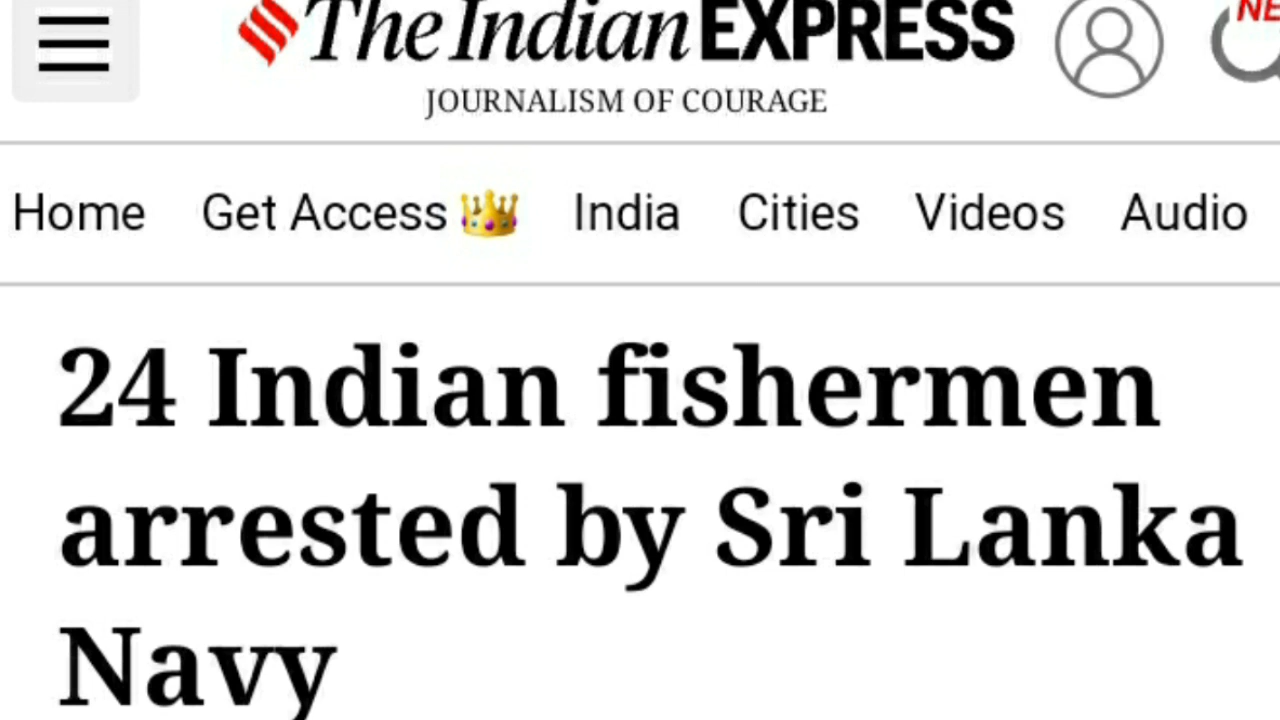 The Indian EXPRESS
JOURNALISM OF COURAGE
Home Get Access India Cities Videos Audio
24 Indian fishermen
arrested by Sri Lanka
Navy